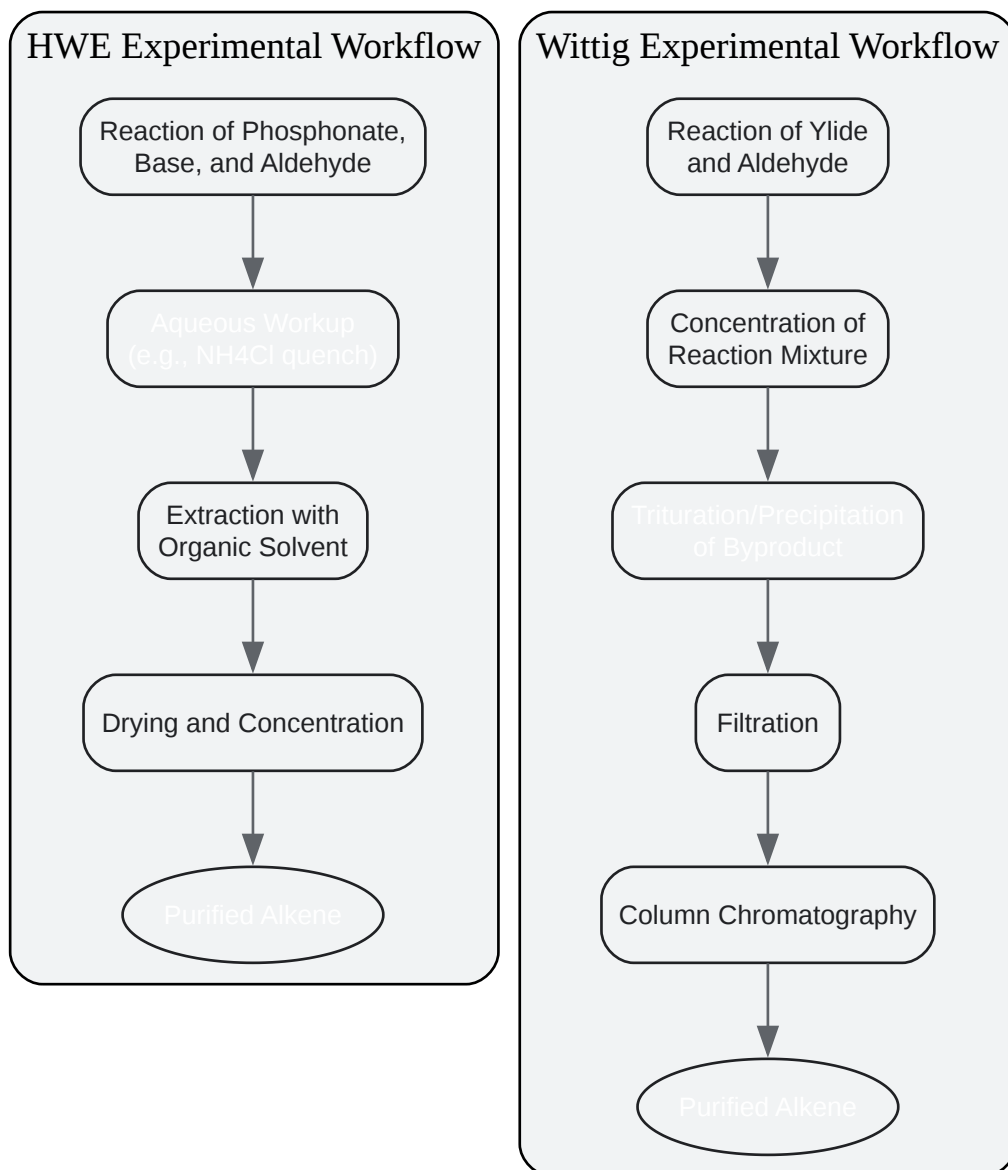 HWE Experimental Workflow
Reaction of Phosphonate,
Base, and Aldehyde
Aqueous Workup
(e.g., NH4Cl quench)
Extraction with
Organic Solvent
Drying and Concentration
Purified Alkene
Wittig Experimental Workflow
Reaction of Ylide
and Aldehyde
Concentration of
Reaction Mixture
Trituration/Precipitation
of Byproduct
Filtration
Column Chromatography
Purified Alkene